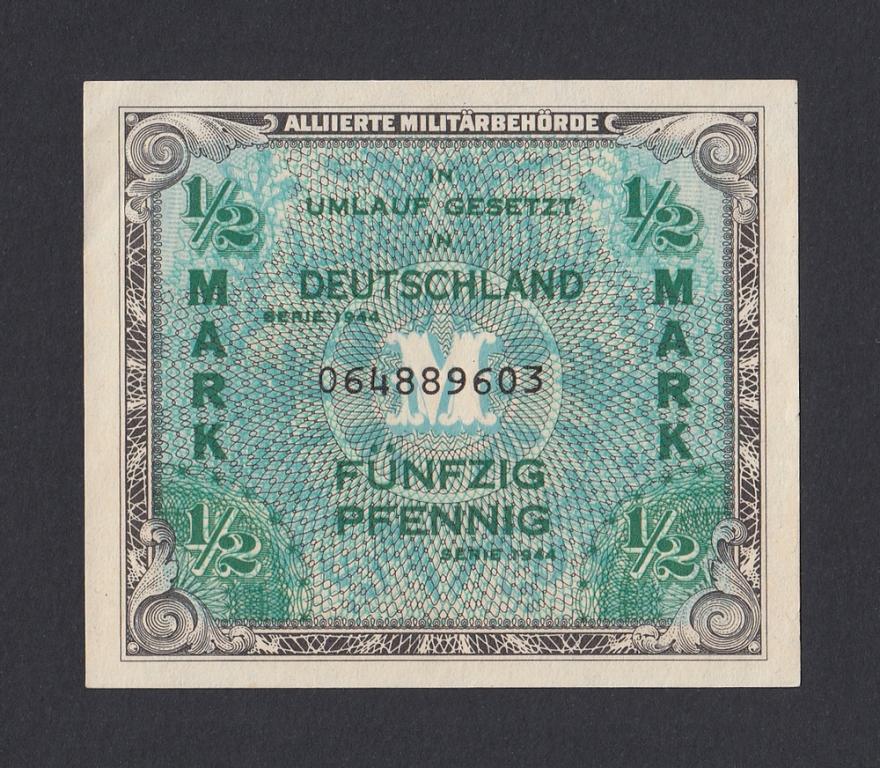 ALLIIERTE MILITÄRBEHÖRDE
1/2 IN 1/2
UMLAUF GESETZT
IN
MARK DEUTSCHLAND MARK
SERIE 1944
M
064889603
FÜNFZIG
PFENNIG
1/2 SERIE 1944 1/2